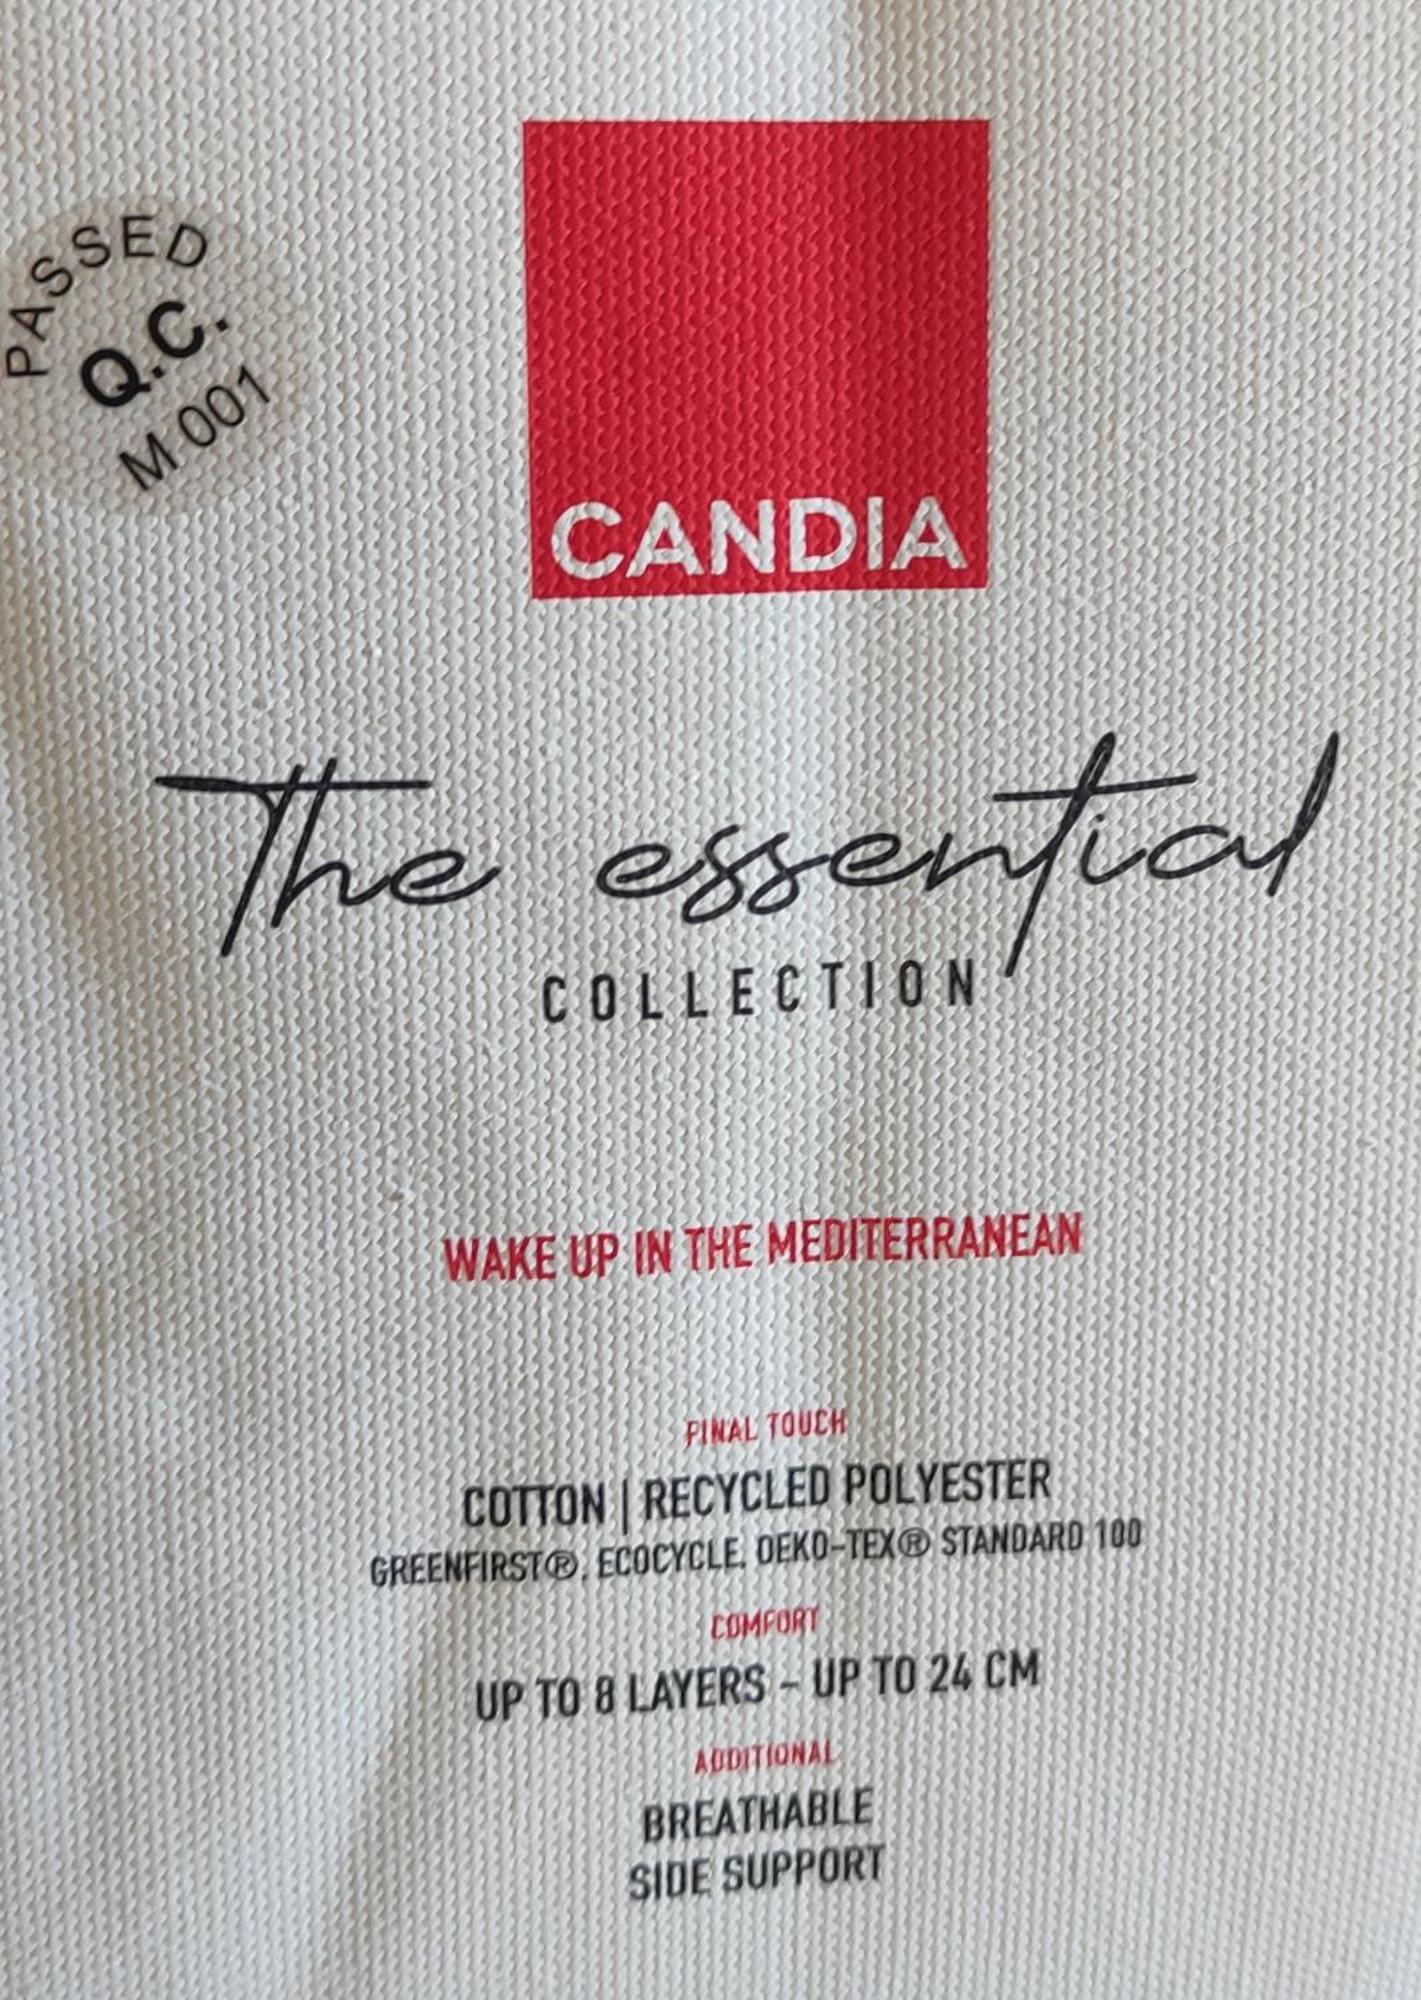 PASSED
Q.C.
M 001
CANDIA
The essential
COLLECTION
WAKE UP IN THE MEDITERRANEAN
FINAL TOUCH
COTTON | RECYCLED POLYESTER
GREENFIRST®, ECOCYCLE, OEKO-TEX® STANDARD 100
COMFORT
UP TO 8 LAYERS - UP TO 24 CM
ADDITIONAL
BREATHABLE
SIDE SUPPORT